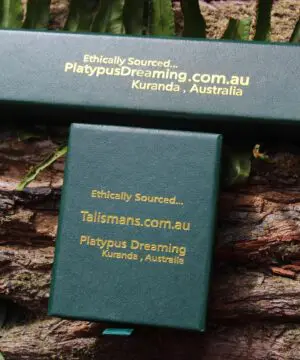 Ethically Sourced...
PlatypusDreaming.com.au
Kuranda , Australia
Ethically Sourced...
Talismans.com.au
Platypus Dreaming
Kuranda , Australia